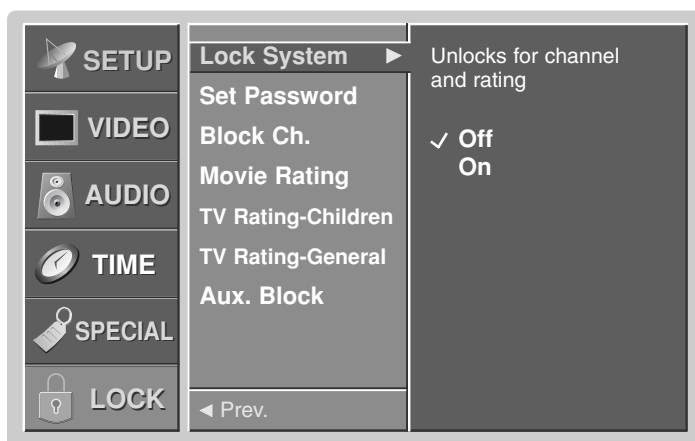 SETUP
VIDEO
AUDIO
TIME
SPECIAL
LOCK
Lock System ►
Set Password
Block Ch.
Movie Rating
TV Rating-Children
TV Rating-General
Aux. Block
◄ Prev.
Unlocks for channel
and rating
✓ Off
On